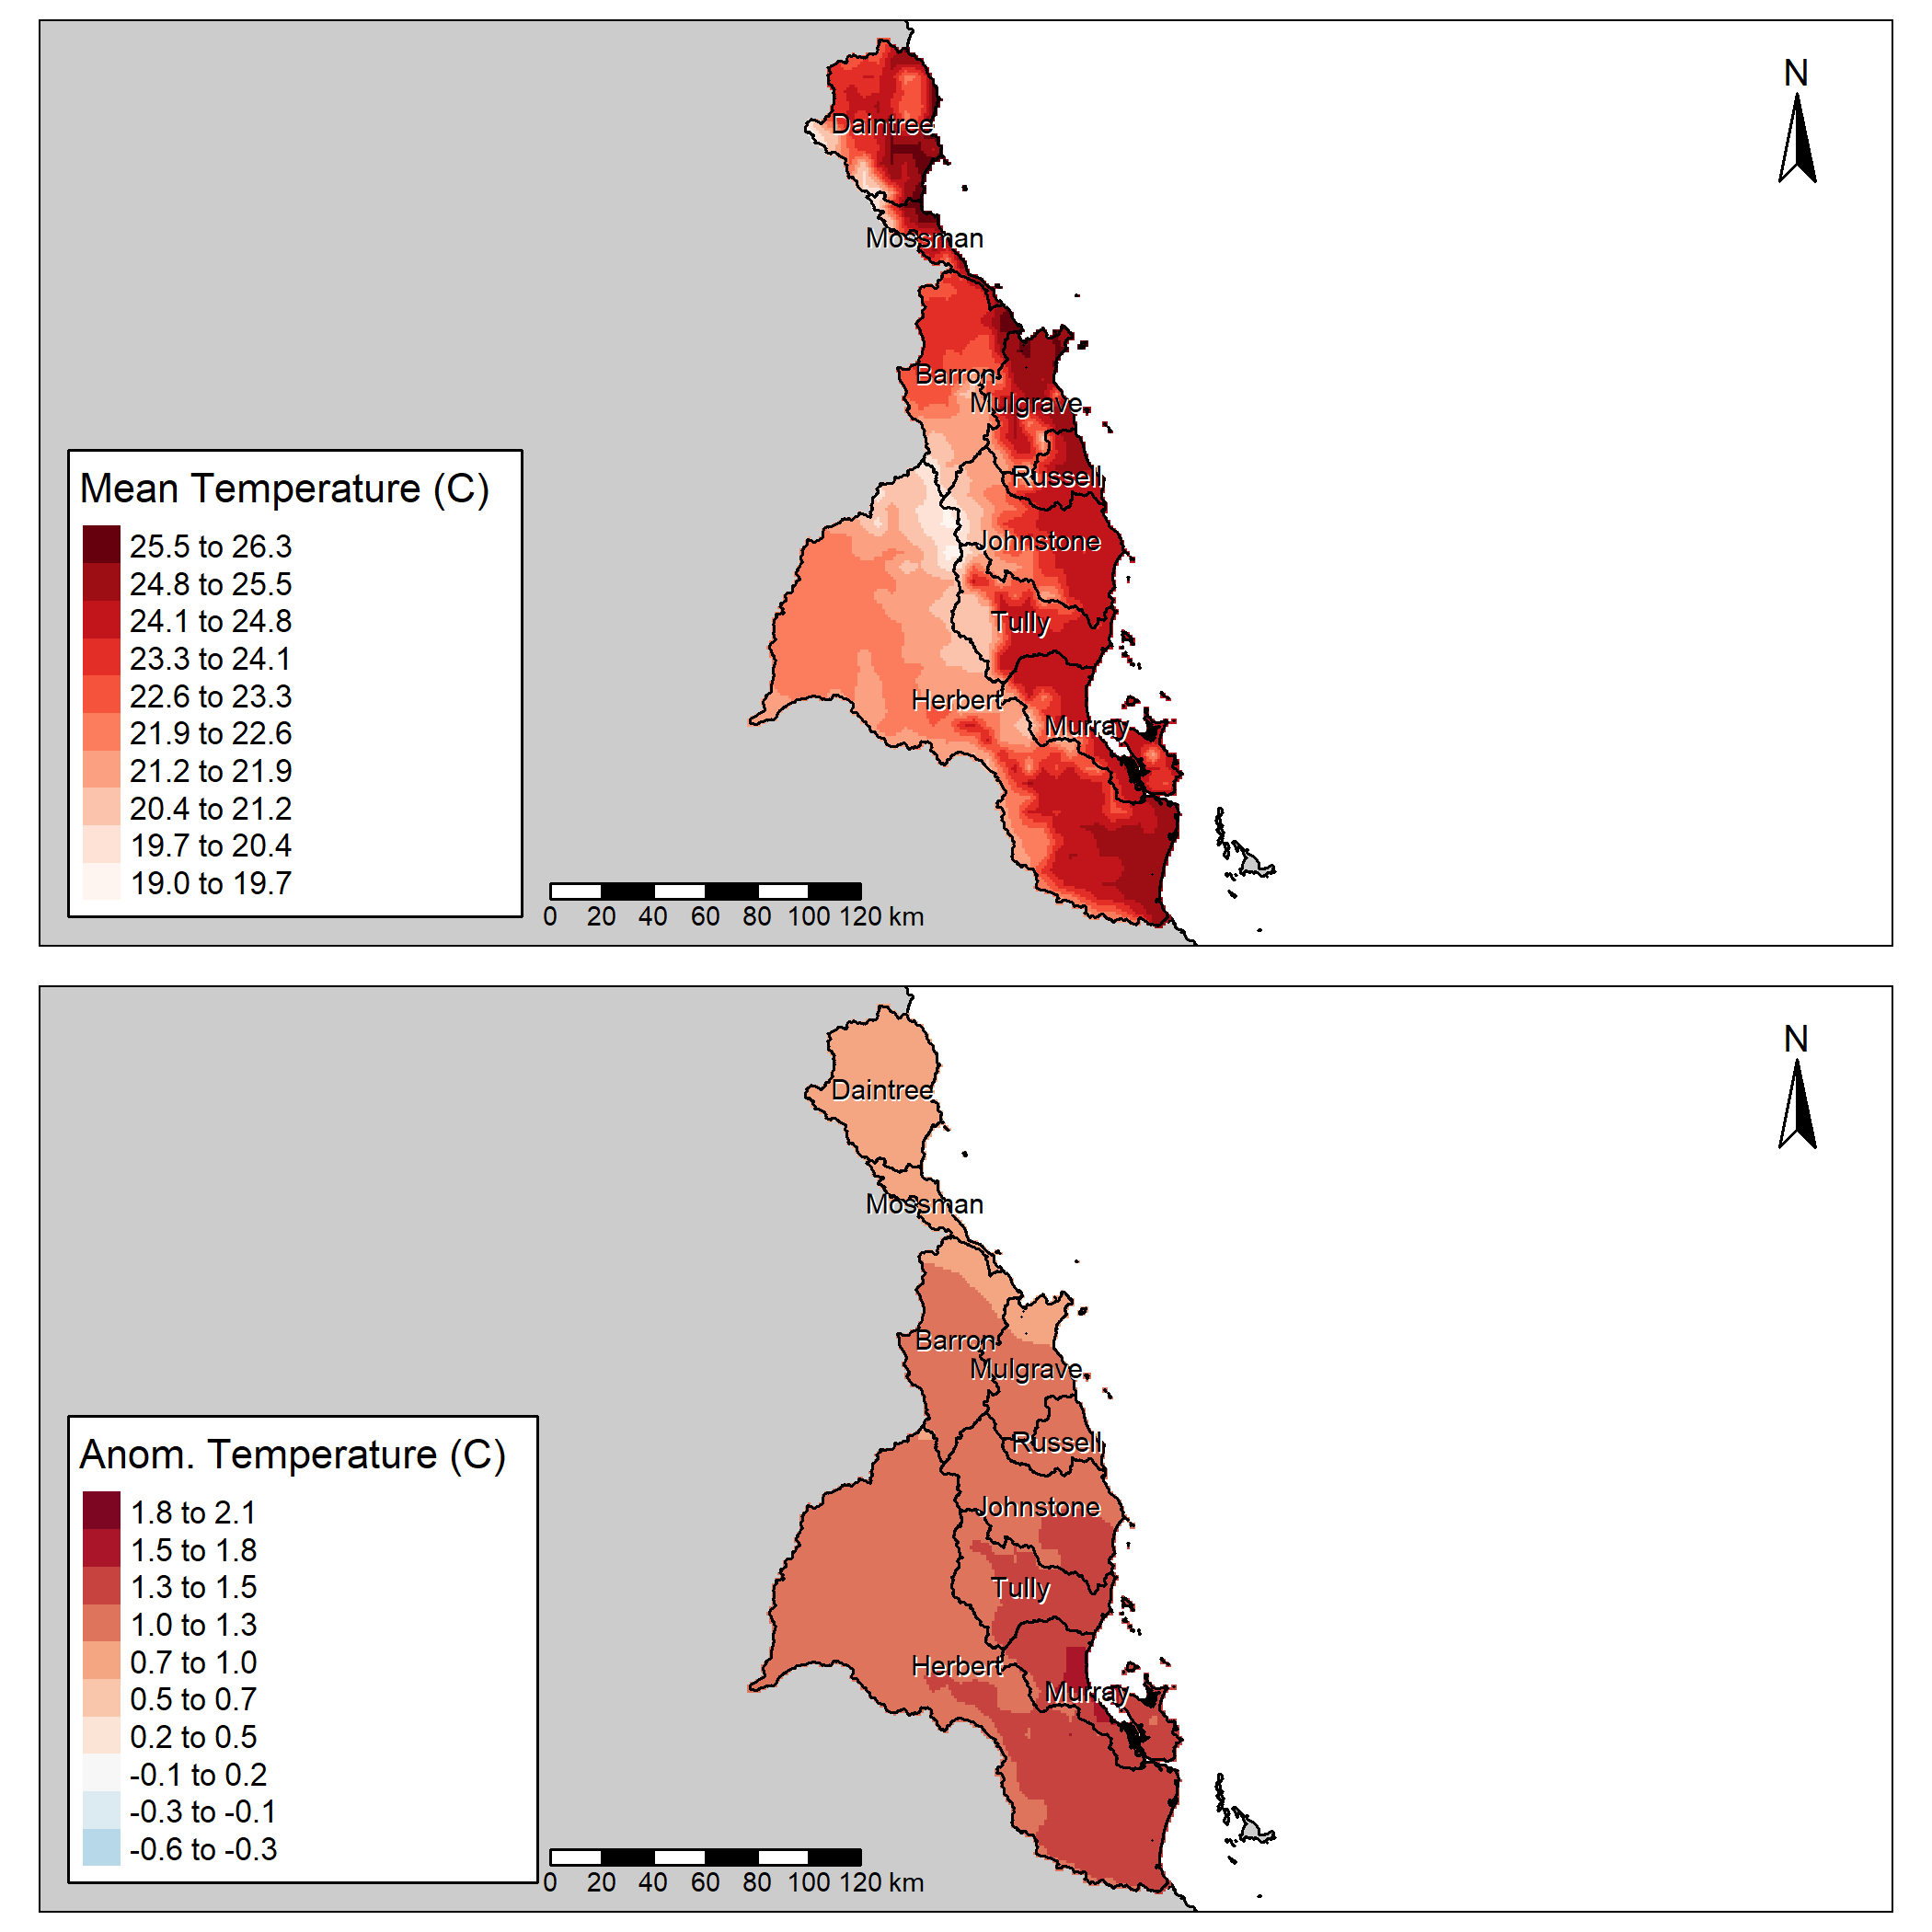 N
Daintree
Mossman
Barron
Mulgrave
Russell
Johnstone
Tully
Herbert
Murray
Mean Temperature (C)
25.5 to 26.3
24.8 to 25.5
24.1 to 24.8
23.3 to 24.1
22.6 to 23.3
21.9 to 22.6
21.2 to 21.9
20.4 to 21.2
19.7 to 20.4
19.0 to 19.7
0 20 40 60 80 100 120 km
N
Daintree
Mossman
Barron
Mulgrave
Russell
Johnstone
Tully
Herbert
Murray
Anom. Temperature (C)
1.8 to 2.1
1.5 to 1.8
1.3 to 1.5
1.0 to 1.3
0.7 to 1.0
0.5 to 0.7
0.2 to 0.5
-0.1 to 0.2
-0.3 to -0.1
-0.6 to -0.3
0 20 40 60 80 100 120 km